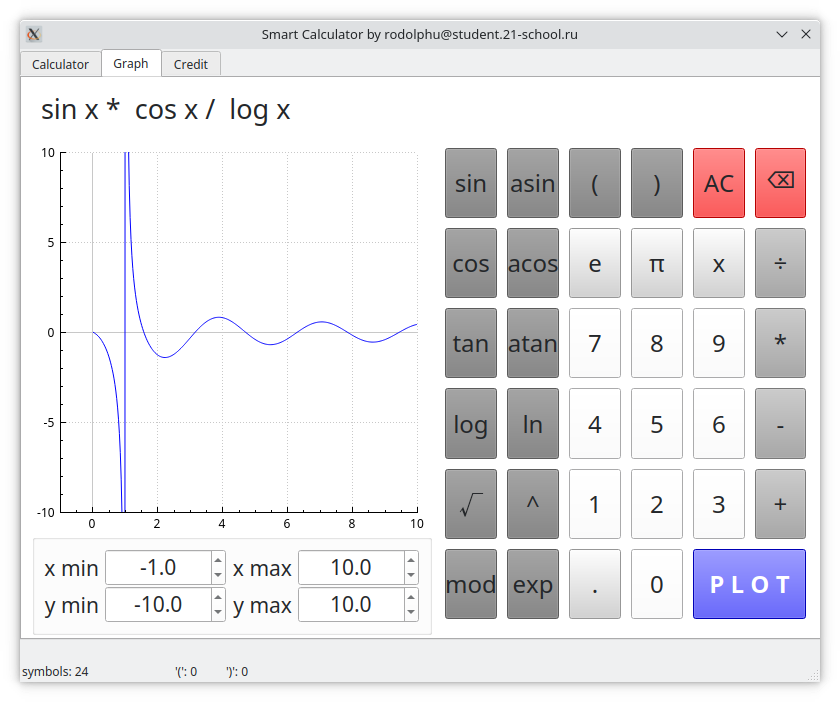 Smart Calculator by rodolphu@student.21-school.ru
Calculator Graph Credit
sin x * cos x / log x
10
5
0
-5
-10
0 2 4 6 8 10
x min -1.0 x max 10.0
y min -10.0 y max 10.0
sin asin ( ) AC ⌫
cos acos e π x ÷
tan atan 7 8 9 *
log ln 4 5 6 -
√ ^ 1 2 3 +
mod exp . 0 PLOT
symbols: 24 '(': 0 ')': 0